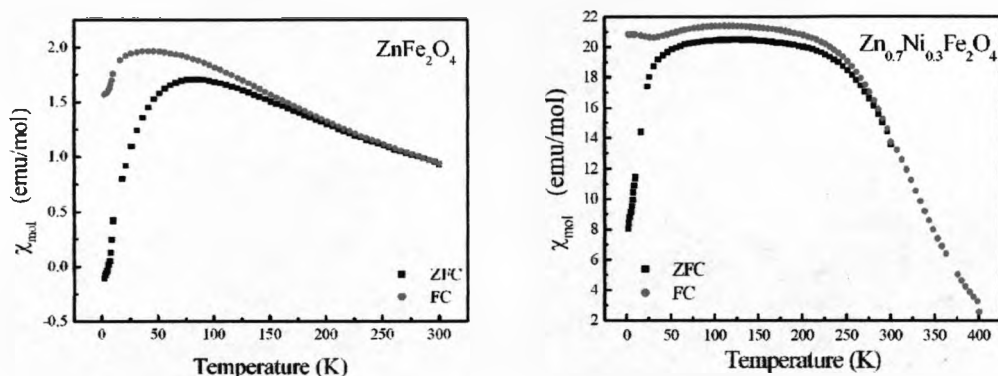 ZnFe2O4
2.0
1.5
1.0
0.5
0.0
-0.5
χmol (emu/mol)
ZFC
FC
0 50 100 150 200 250 300
Temperature (K)
Zn0.7Ni0.3Fe2O4
22
20
18
16
14
12
10
8
6
4
2
χmol (emu/mol)
ZFC
FC
0 50 100 150 200 250 300 350 400
Temperature (K)